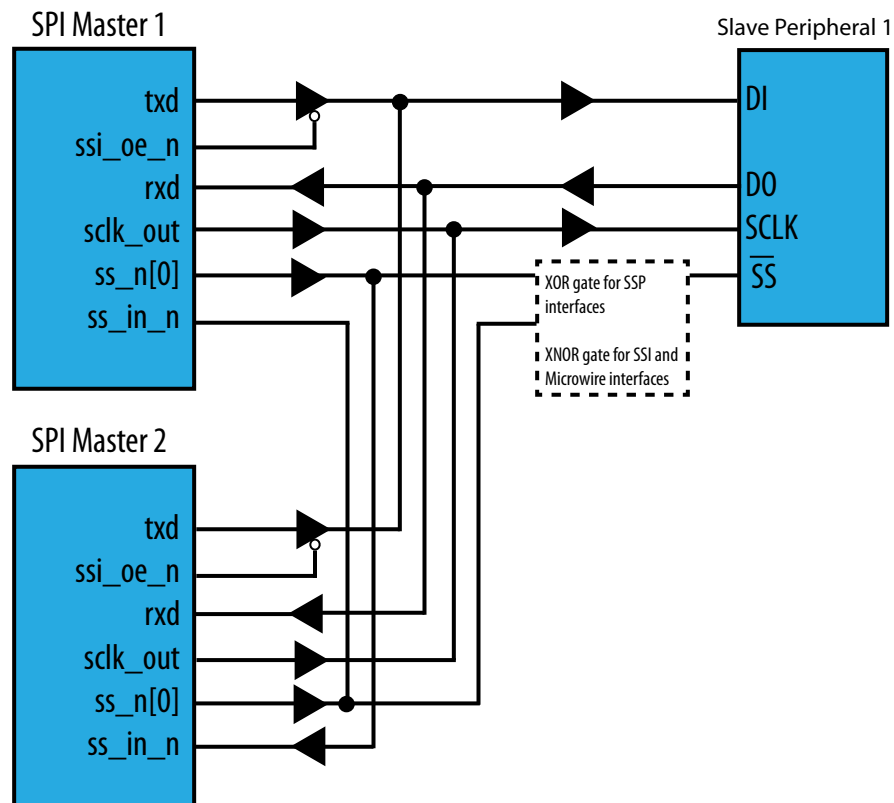 SPI Master 1
Slave Peripheral 1
txd
ssi_oe_n
rxd
sclk_out
ss_n[0]
ss_in_n
DI
DO
SCLK
SS
XOR gate for SSP
interfaces
XNOR gate for SSI and
Microwire interfaces
SPI Master 2
txd
ssi_oe_n
rxd
sclk_out
ss_n[0]
ss_in_n